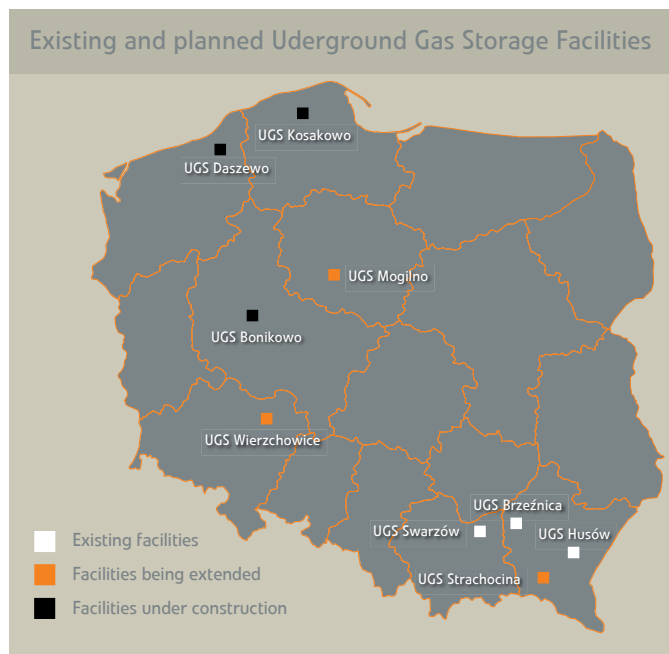 Existing and planned Uderground Gas Storage Facilities
UGS Kosakowo
UGS Daszewo
UGS Mogilno
UGS Bonikowo
UGS Wierzchowice
UGS Brzeźnica
UGS Swarzów
UGS Husów
UGS Strachocina
Existing facilities
Facilities being extended
Facilities under construction